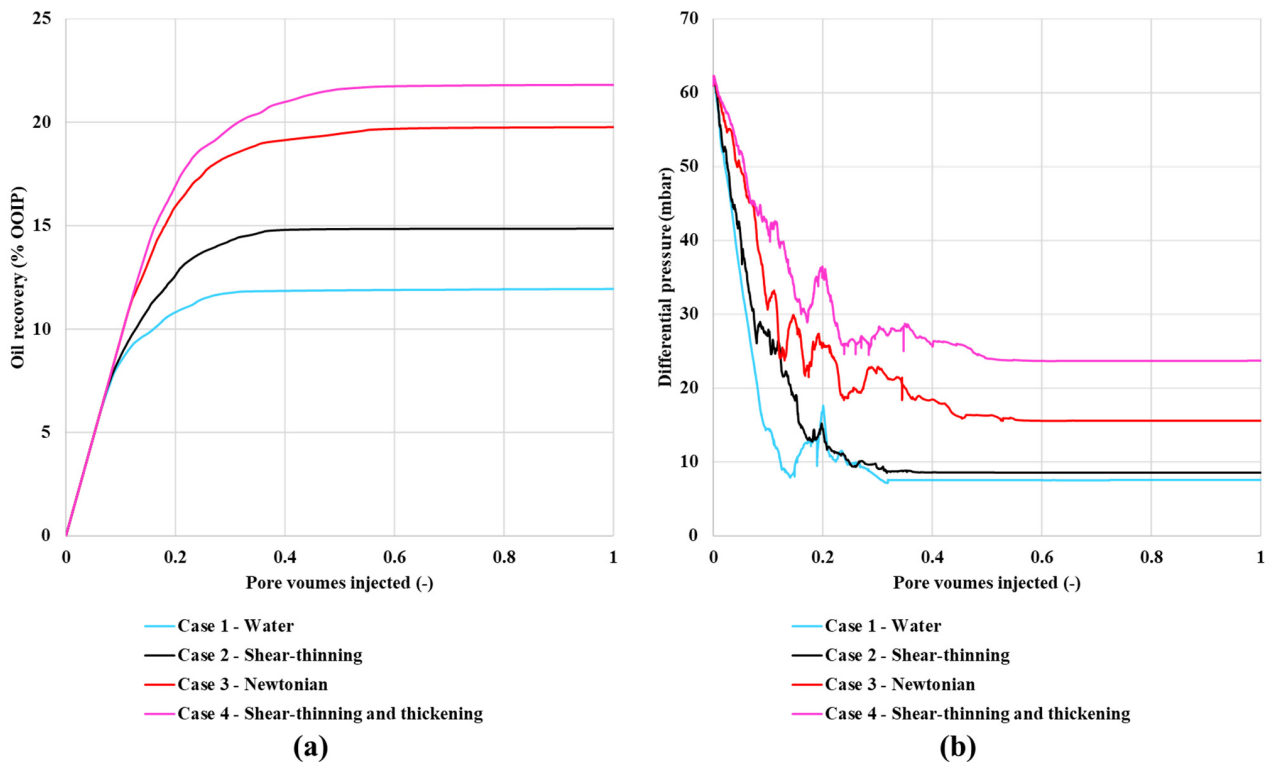 Oil recovery (% OOIP)
25
20
15
10
5
0
0 0.2 0.4 0.6 0.8 1
Pore voumes injected (-)
Case 1 - Water
Case 2 - Shear-thinning
Case 3 - Newtonian
Case 4 - Shear-thinning and thickening
(a)
Differential pressure (mbar)
70
60
50
40
30
20
10
0
0 0.2 0.4 0.6 0.8 1
Pore voumes injected (-)
Case 1 - Water
Case 2 - Shear-thinning
Case 3 - Newtonian
Case 4 - Shear-thinning and thickening
(b)